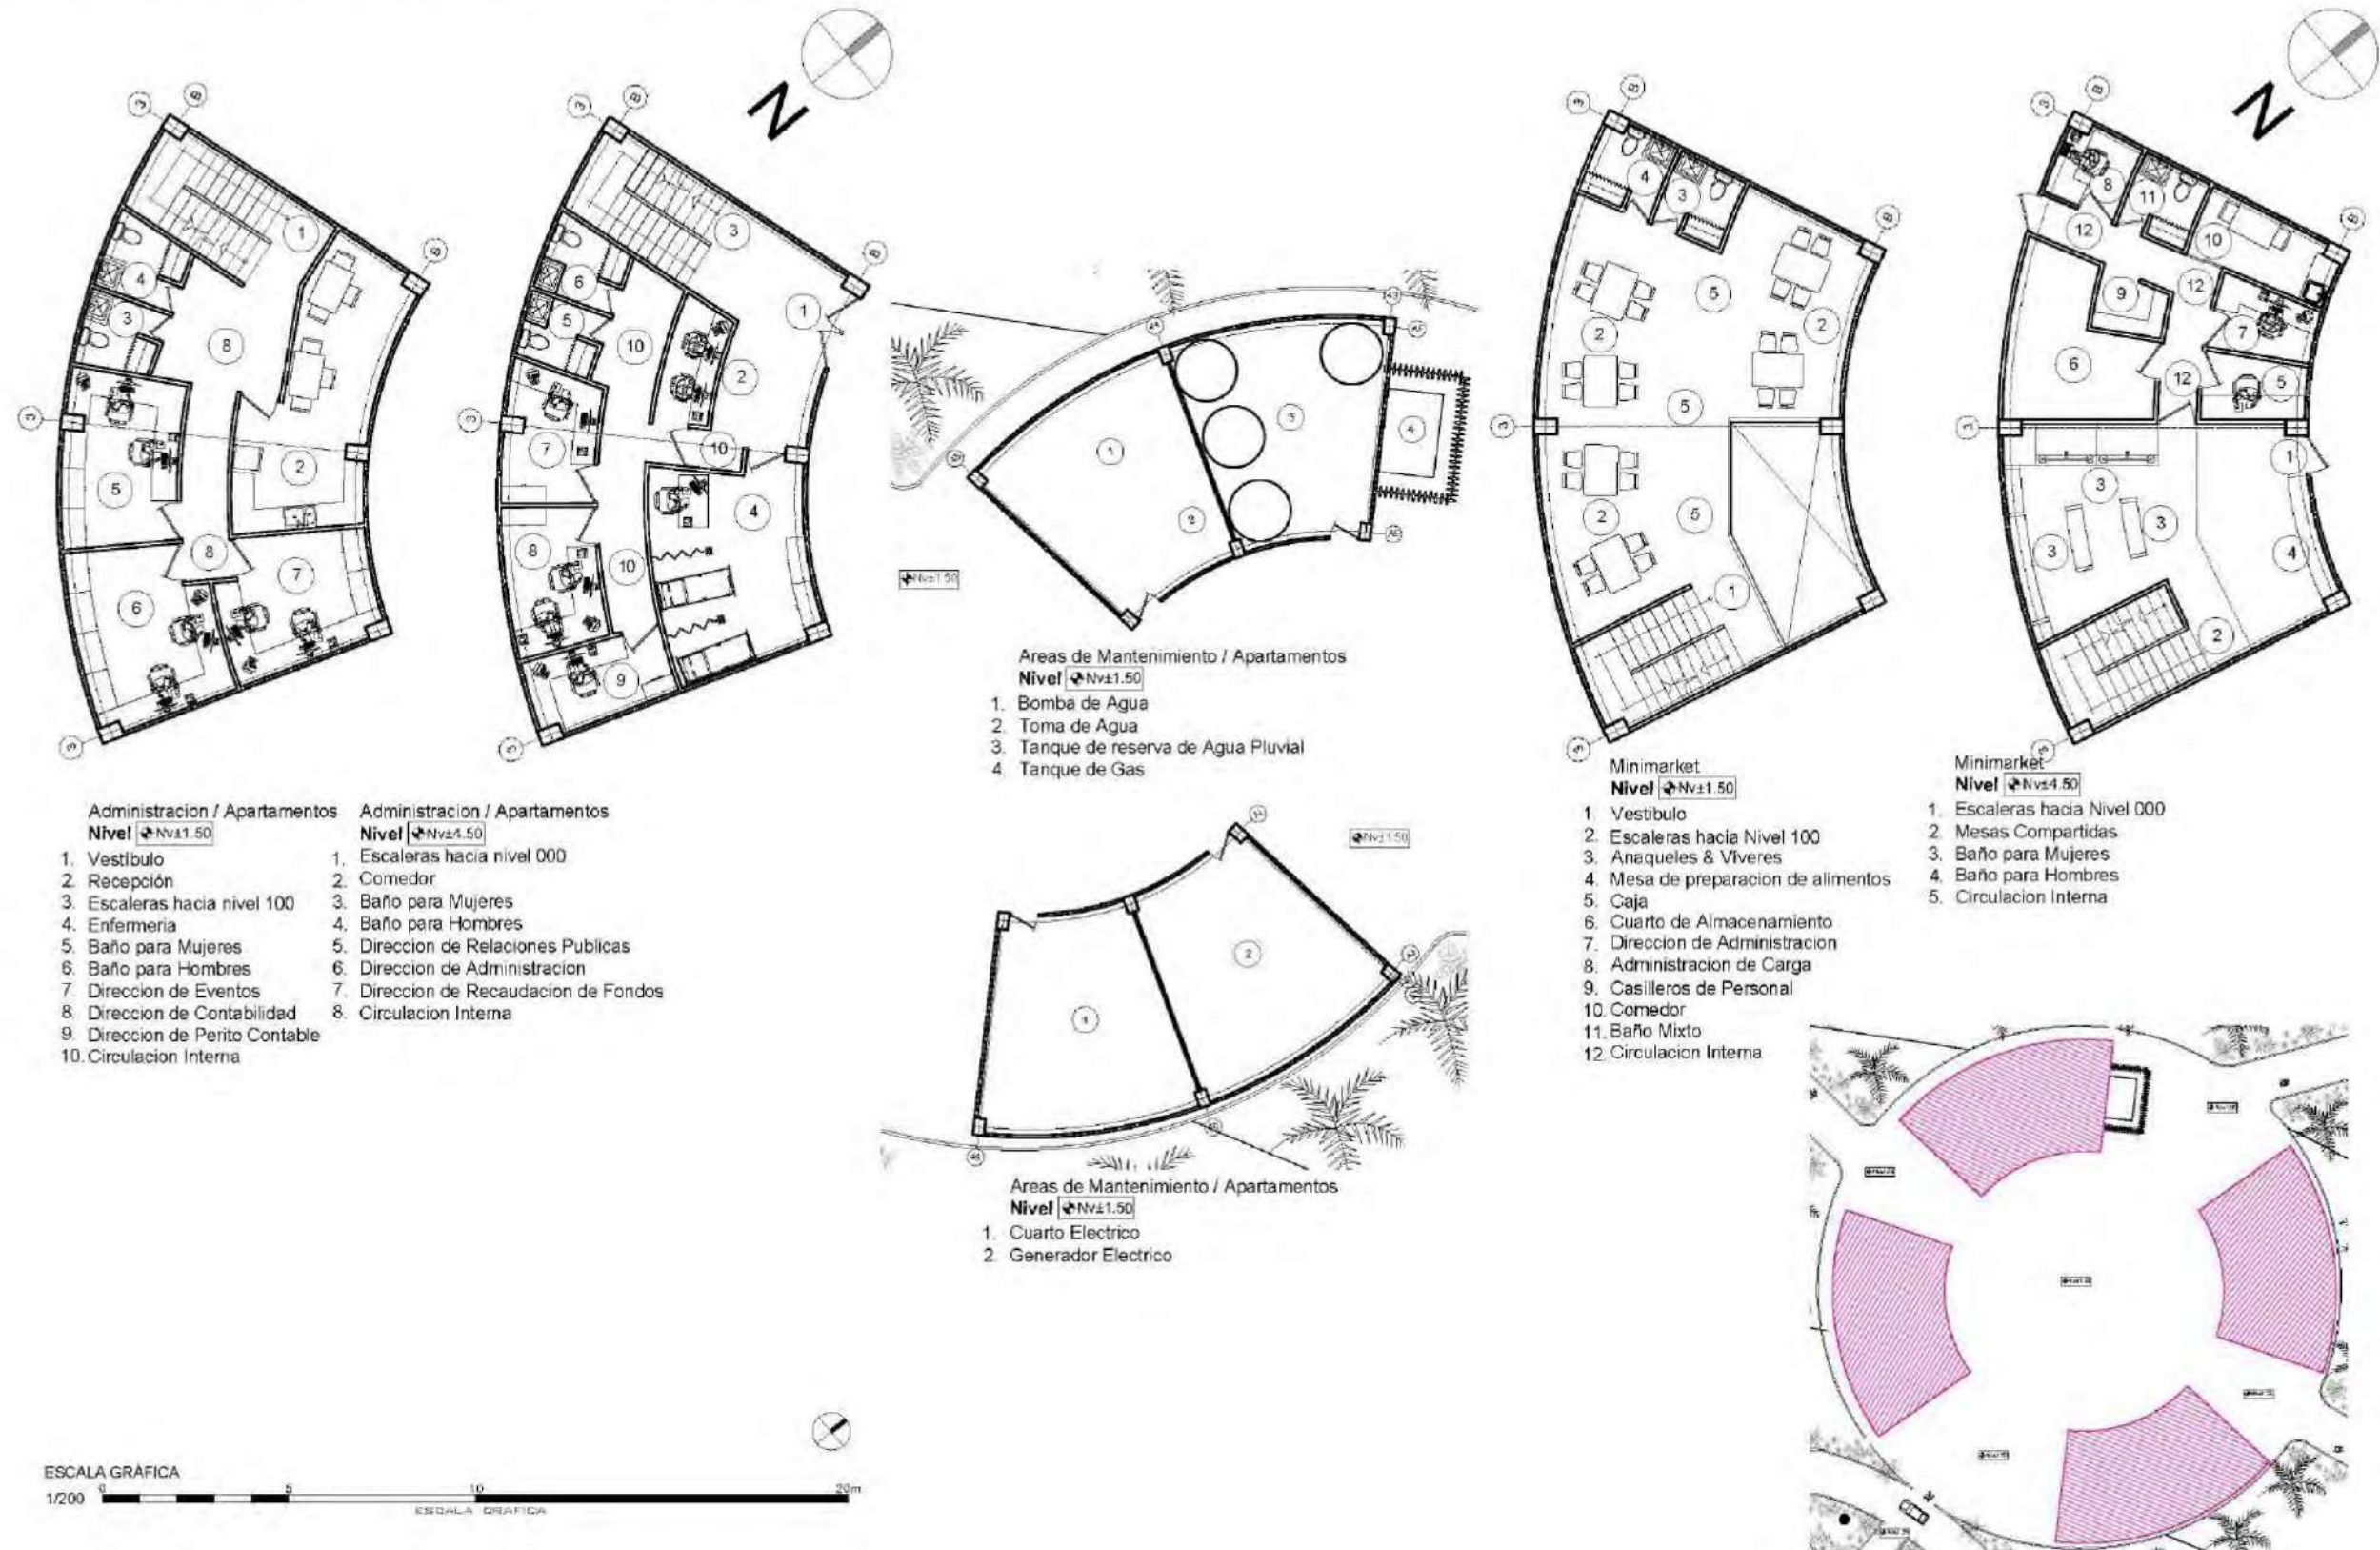 N
N
Administracion / Apartamentos
Nivel Nv±1.50
1. Vestibulo
2. Recepción
3. Escaleras hacia nivel 100
4. Enfermeria
5. Baño para Mujeres
6. Baño para Hombres
7. Direccion de Eventos
8. Direccion de Contabilidad
9. Direccion de Perito Contable
10. Circulacion Interna
Administracion / Apartamentos
Nivel Nv±4.50
1. Escaleras hacia nivel 000
2. Comedor
3. Baño para Mujeres
4. Baño para Hombres
5. Direccion de Relaciones Publicas
6. Direccion de Administracion
7. Direccion de Recaudacion de Fondos
8. Circulacion Interna
Nv±1.50
Areas de Mantenimiento / Apartamentos
Nivel Nv±1.50
1. Bomba de Agua
2. Toma de Agua
3. Tanque de reserva de Agua Pluvial
4 Tanque de Gas
Nv±1.50
Areas de Mantenimiento / Apartamentos
Nivel Nv±1.50
1. Cuarto Electrico
2. Generador Electrico
Minimarket
Nivel Nv±1.50
1 Vestibulo
2. Escaleras hacia Nivel 100
3. Anaqueles & Viveres
4. Mesa de preparacion de alimentos
5. Caja
6. Cuarto de Almacenamiento
7. Direccion de Administracion
8. Administracion de Carga
9. Casilleros de Personal
10. Comedor
11. Baño Mixto
12. Circulacion Interna
Minimarket
Nivel Nv±4.50
1. Escaleras hacia Nivel 000
2. Mesas Compartidas
3. Baño para Mujeres
4. Baño para Hombres
5. Circulacion Interna
ESCALA GRÁFICA
1/200 0 5 10 20m
ESCALA GRAFICA